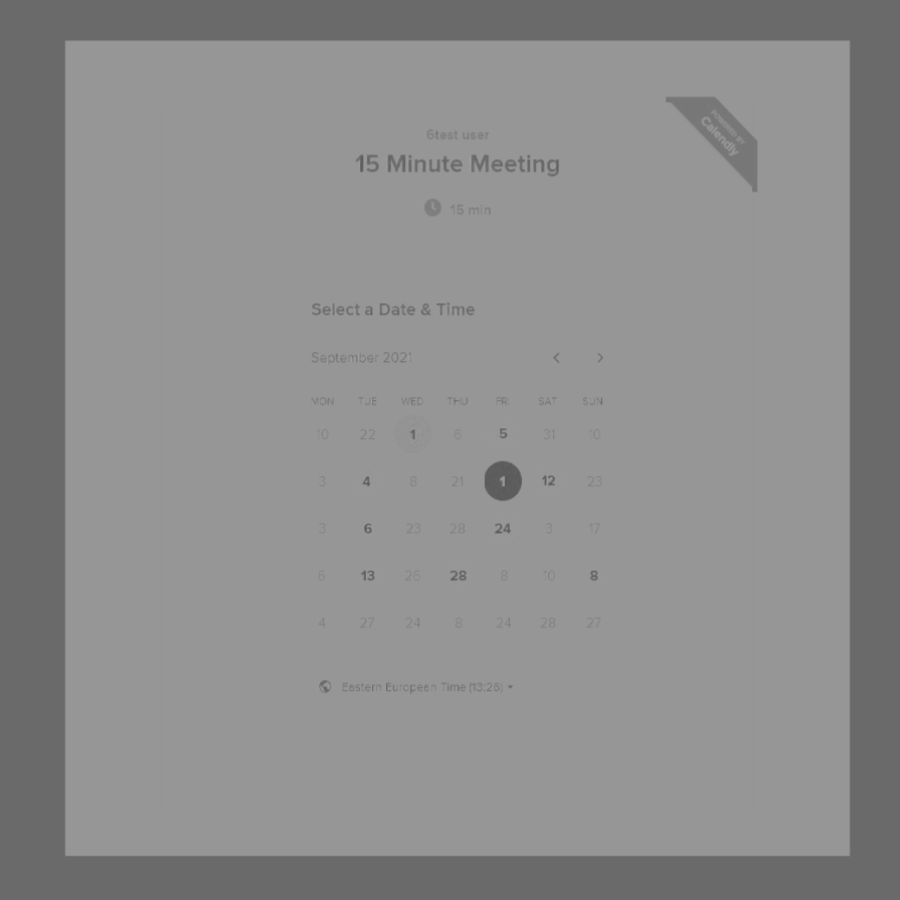 POWERED BY
Calendly
6test user
15 Minute Meeting
15 min
Select a Date & Time
September 2021
MON TUE WED THU FRI SAT SUN
10 22 1 6 5 31 10
3 4 8 21 1 12 23
3 6 23 28 24 3 17
6 13 26 28 8 10 8
4 27 24 8 24 28 27
Eestern Europeen Time (13:26)